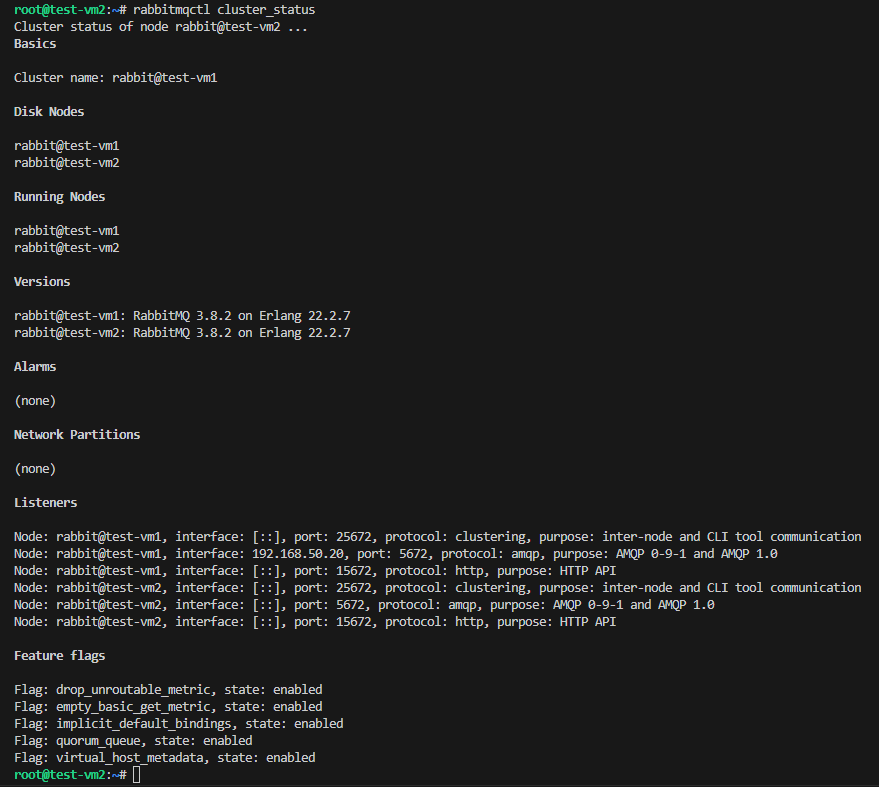 root@test-vm2:~# rabbitmqctl cluster_status
Cluster status of node rabbit@test-vm2 ...
Basics
Cluster name: rabbit@test-vm1
Disk Nodes
rabbit@test-vm1
rabbit@test-vm2
Running Nodes
rabbit@test-vm1
rabbit@test-vm2
Versions
rabbit@test-vm1: RabbitMQ 3.8.2 on Erlang 22.2.7
rabbit@test-vm2: RabbitMQ 3.8.2 on Erlang 22.2.7
Alarms
(none)
Network Partitions
(none)
Listeners
Node: rabbit@test-vm1, interface: [::], port: 25672, protocol: clustering, purpose: inter-node and CLI tool communication
Node: rabbit@test-vm1, interface: 192.168.50.20, port: 5672, protocol: amqp, purpose: AMQP 0-9-1 and AMQP 1.0
Node: rabbit@test-vm1, interface: [::], port: 15672, protocol: http, purpose: HTTP API
Node: rabbit@test-vm2, interface: [::], port: 25672, protocol: clustering, purpose: inter-node and CLI tool communication
Node: rabbit@test-vm2, interface: [::], port: 5672, protocol: amqp, purpose: AMQP 0-9-1 and AMQP 1.0
Node: rabbit@test-vm2, interface: [::], port: 15672, protocol: http, purpose: HTTP API
Feature flags
Flag: drop_unroutable_metric, state: enabled
Flag: empty_basic_get_metric, state: enabled
Flag: implicit_default_bindings, state: enabled
Flag: quorum_queue, state: enabled
Flag: virtual_host_metadata, state: enabled
root@test-vm2:~#